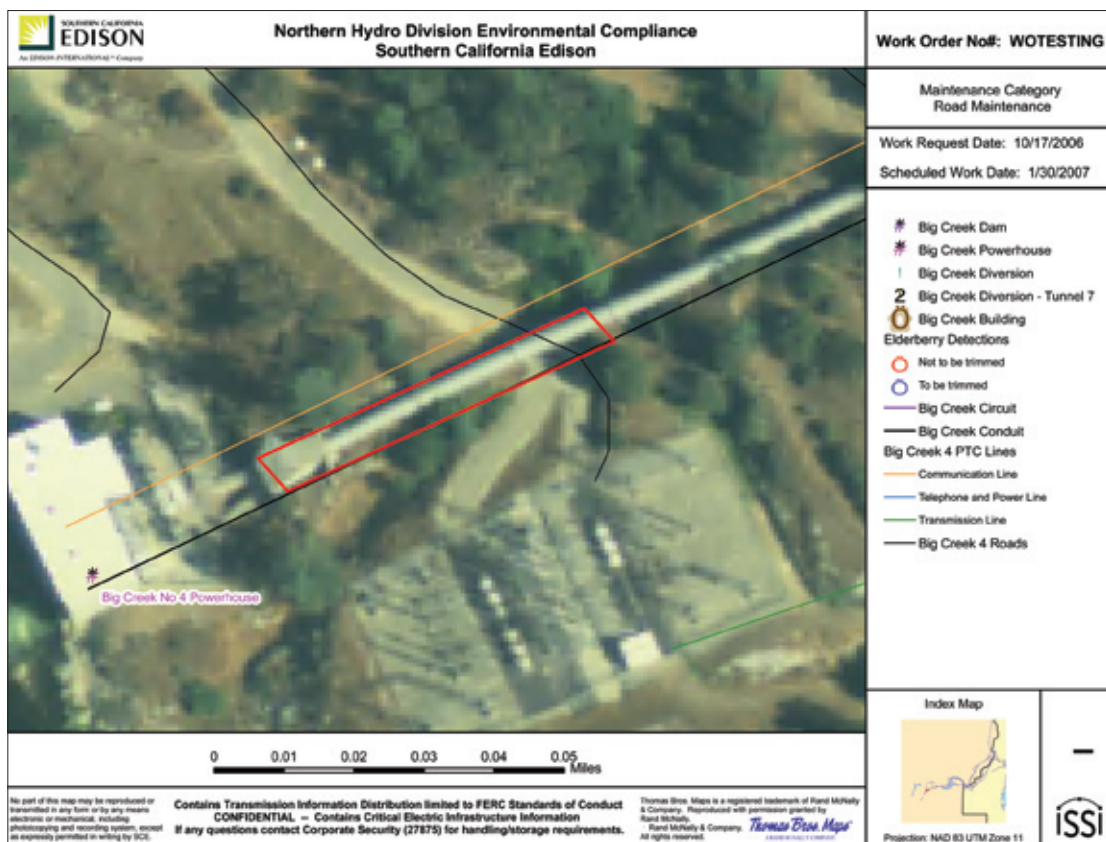 SOUTHERN CALIFORNIA
EDISON
An EDISON INTERNATIONAL™ Company
Northern Hydro Division Environmental Compliance
Southern California Edison
Work Order No#: WOTESTING
Maintenance Category
Road Maintenance
Work Request Date: 10/17/2006
Scheduled Work Date: 1/30/2007
Big Creek Dam
Big Creek Powerhouse
Big Creek Diversion
2 Big Creek Diversion - Tunnel 7
Big Creek Building
Elderberry Detections
Not to be trimmed
To be trimmed
Big Creek Circuit
Big Creek Conduit
Big Creek 4 PTC Lines
Communication Line
Telephone and Power Line
Transmission Line
Big Creek 4 Roads
Big Creek No 4 Powerhouse
0 0.01 0.02 0.03 0.04 0.05
Miles
Index Map
Projection: NAD 83 UTM Zone 11
ISSI
No part of this map may be reproduced or
transmitted in any form or by any means
electronic or mechanical, including
photocopying and recording system, except
as expressly permitted in writing by SCE.
Contains Transmission Information Distribution limited to FERC Standards of Conduct
CONFIDENTIAL – Contains Critical Electric Infrastructure Information
If any questions contact Corporate Security (27875) for handling/storage requirements.
Thomas Bros. Maps is a registered trademark of Rand McNally
& Company. Reproduced with permission granted by
Rand McNally.
Rand McNally & Company.
All rights reserved.
Thomas Bros. Maps